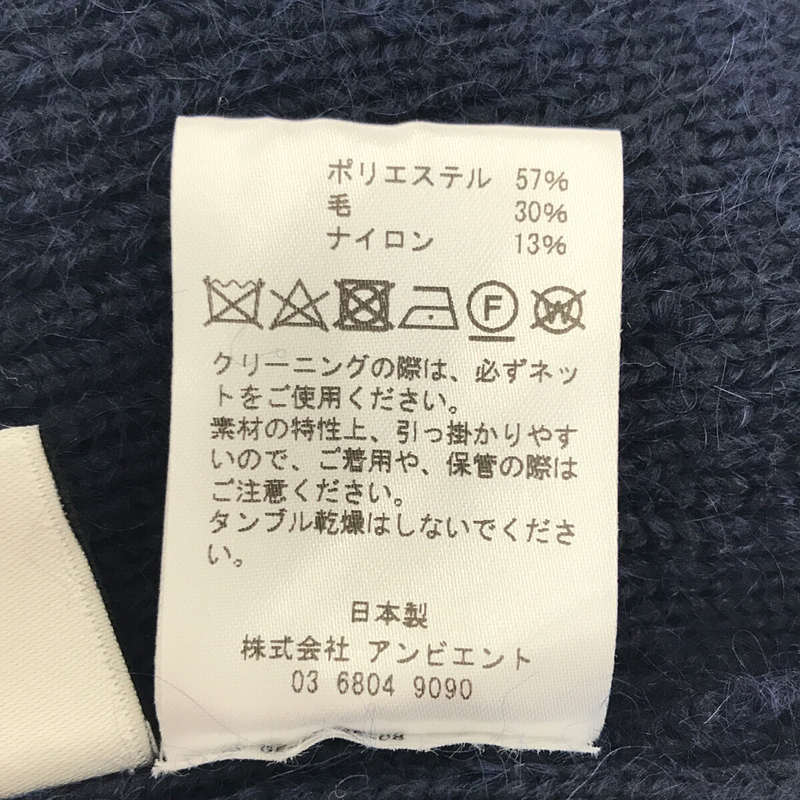 ポリエステル 57%
毛 30%
ナイロン 13%
F W
クリーニングの際は、必ずネッ
トをご使用ください。
素材の特性上、引っ掛かりやす
いので、ご着用や、保管の際は
ご注意ください。
タンブル乾燥はしないでくださ
い。
日本製
株式会社 アンビエント
03 6804 9090